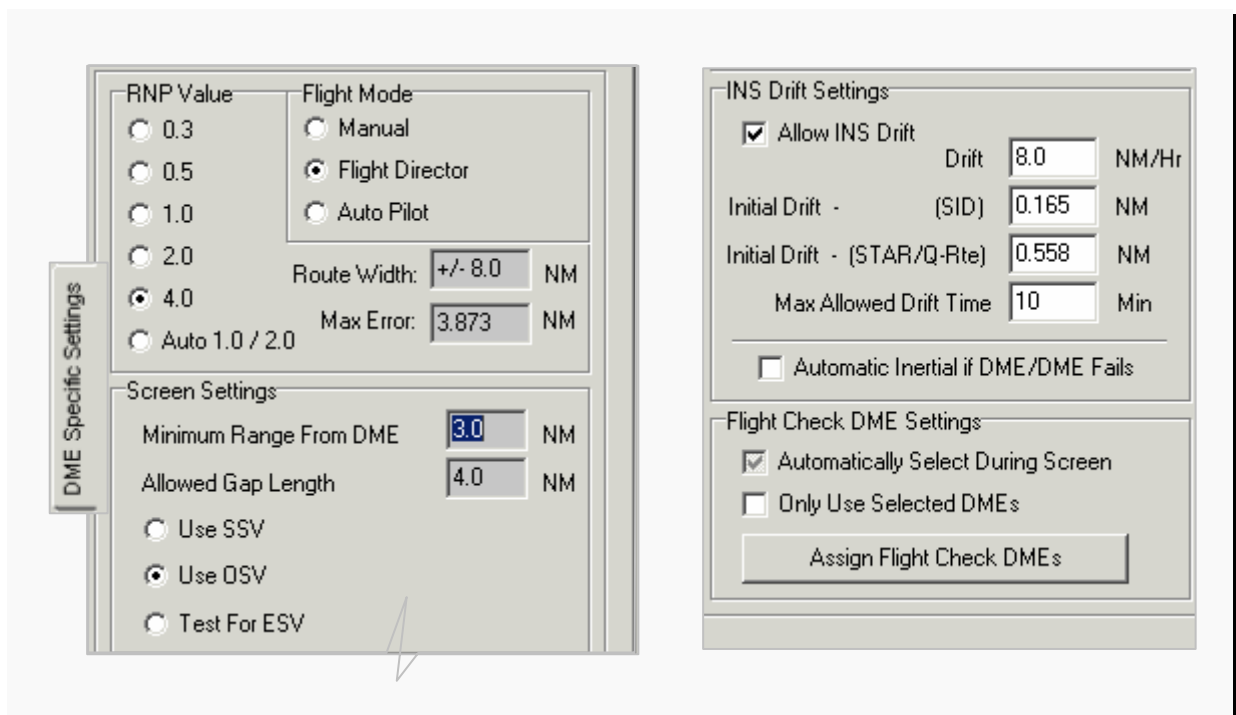 DME Specific Settings
RNP Value
0.3
0.5
1.0
2.0
4.0
Auto 1.0 / 2.0
Flight Mode
Manual
Flight Director
Auto Pilot
Route Width: +/- 8.0 NM
Max Error: 3.873 NM
Screen Settings
Minimum Range From DME 3.0 NM
Allowed Gap Length 4.0 NM
Use SSV
Use OSV
Test For ESV
INS Drift Settings
Allow INS Drift
Drift 8.0 NM/Hr
Initial Drift - (SID) 0.165 NM
Initial Drift - (STAR/Q-Rte) 0.558 NM
Max Allowed Drift Time 10 Min
Automatic Inertial if DME/DME Fails
Flight Check DME Settings
Automatically Select During Screen
Only Use Selected DMEs
Assign Flight Check DMEs